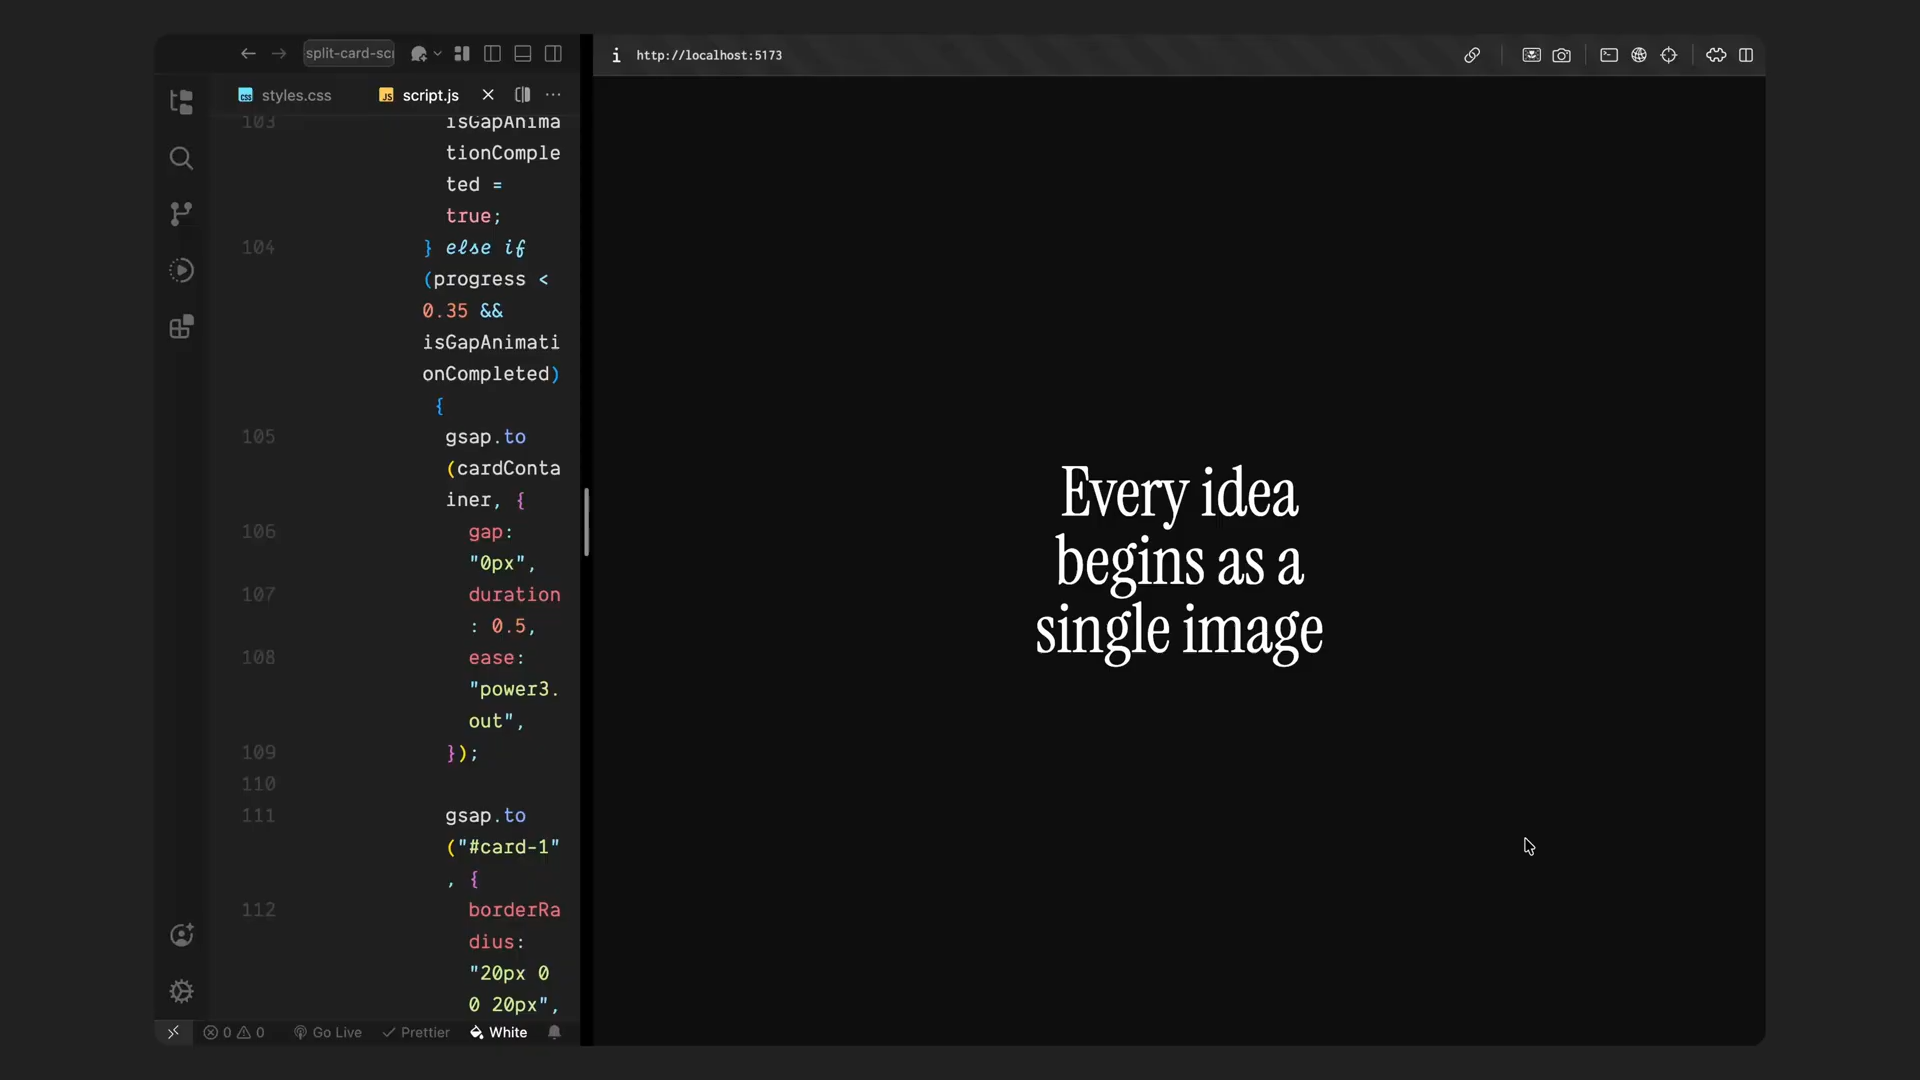 split-card-scr
http://localhost:5173
styles.css
script.js
103
isGapAnima
tionComple
ted =
true;
104
} else if
(progress <
0.35 &&
isGapAnimati
onCompleted)
{
105
gsap.to
(cardConta
iner, {
106
gap:
"0px",
107
duration
: 0.5,
108
ease:
"power3.
out",
109
});
110
111
gsap.to
("#card-1"
, {
112
borderRa
dius:
"20px 0
0 20px",
0 0 Go Live Prettier White
Every idea
begins as a
single image